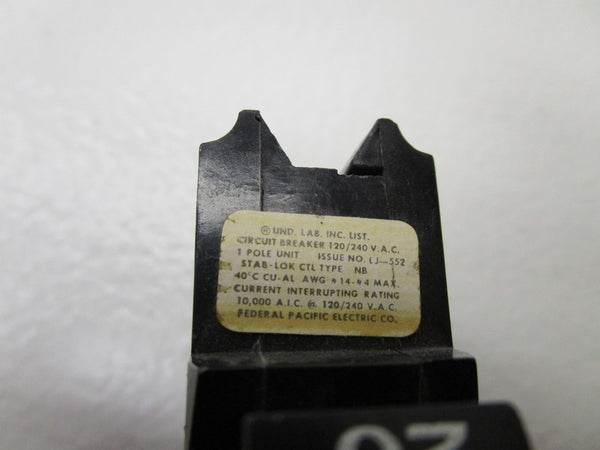 ® UND. LAB. INC. LIST.
CIRCUIT BREAKER 120/240 V.A.C.
1 POLE UNIT ISSUE NO. LJ-552
STAB-LOK CTL TYPE NB
40°C CU-AL AWG #14-#4 MAX.
CURRENT INTERRUPTING RATING
10,000 A.I.C. @ 120/240 V.A.C.
FEDERAL PACIFIC ELECTRIC CO.
20